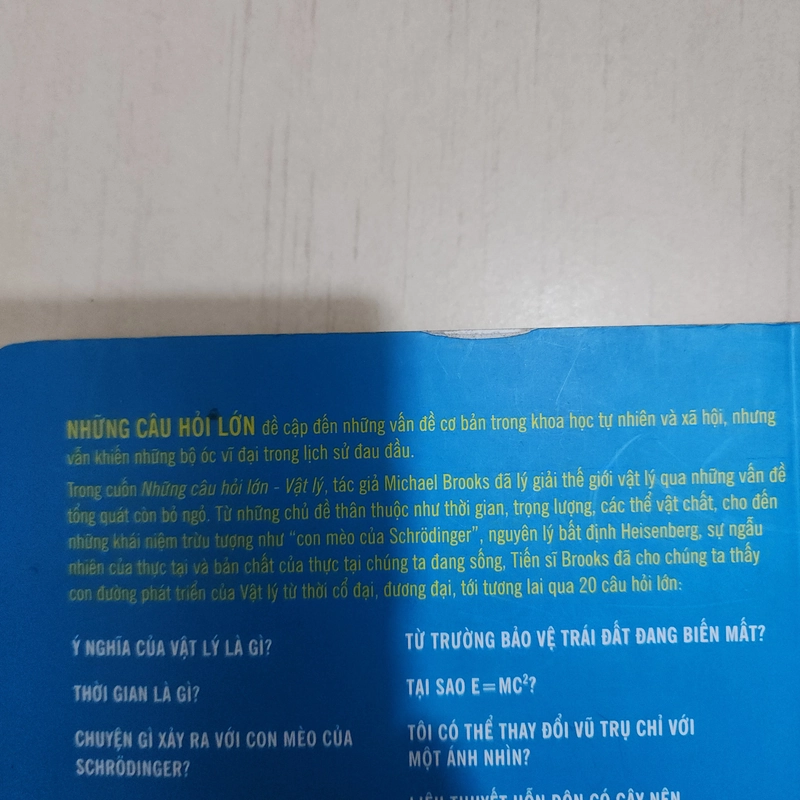 NHỮNG CÂU HỎI LỚN đề cập đến những vấn đề cơ bản trong khoa học tự nhiên và xã hội, nhưng
vẫn khiến những bộ óc vĩ đại trong lịch sử đau đầu.
Trong cuốn Những câu hỏi lớn - Vật lý, tác giả Michael Brooks đã lý giải thế giới vật lý qua những vấn đề
tổng quát còn bỏ ngỏ. Từ những chủ đề thân thuộc như thời gian, trọng lượng, các thể vật chất, cho đến
những khái niệm trừu tượng như "con mèo của Schrödinger", nguyên lý bất định Heisenberg, sự ngẫu
nhiên của thực tại và bản chất của thực tại chúng ta đang sống, Tiến sĩ Brooks đã cho chúng ta thấy
con đường phát triển của Vật lý từ thời cổ đại, đương đại, tới tương lai qua 20 câu hỏi lớn:
Ý NGHĨA CỦA VẬT LÝ LÀ GÌ?
THỜI GIAN LÀ GÌ?
CHUYỆN GÌ XẢY RA VỚI CON MÈO CỦA
SCHRÖDINGER?
TỪ TRƯỜNG BẢO VỆ TRÁI ĐẤT ĐANG BIẾN MẤT?
TẠI SAO E=MC²?
TÔI CÓ THỂ THAY ĐỔI VŨ TRỤ CHỈ VỚI
MỘT ÁNH NHÌN?